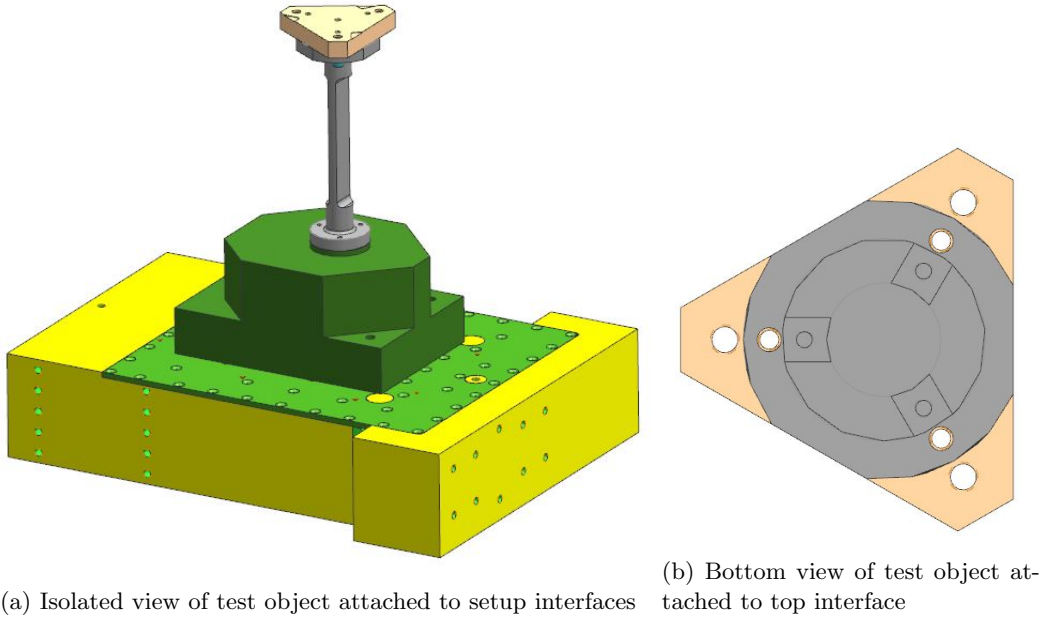 (a) Isolated view of test object attached to setup interfaces
(b) Bottom view of test object at-
tached to top interface